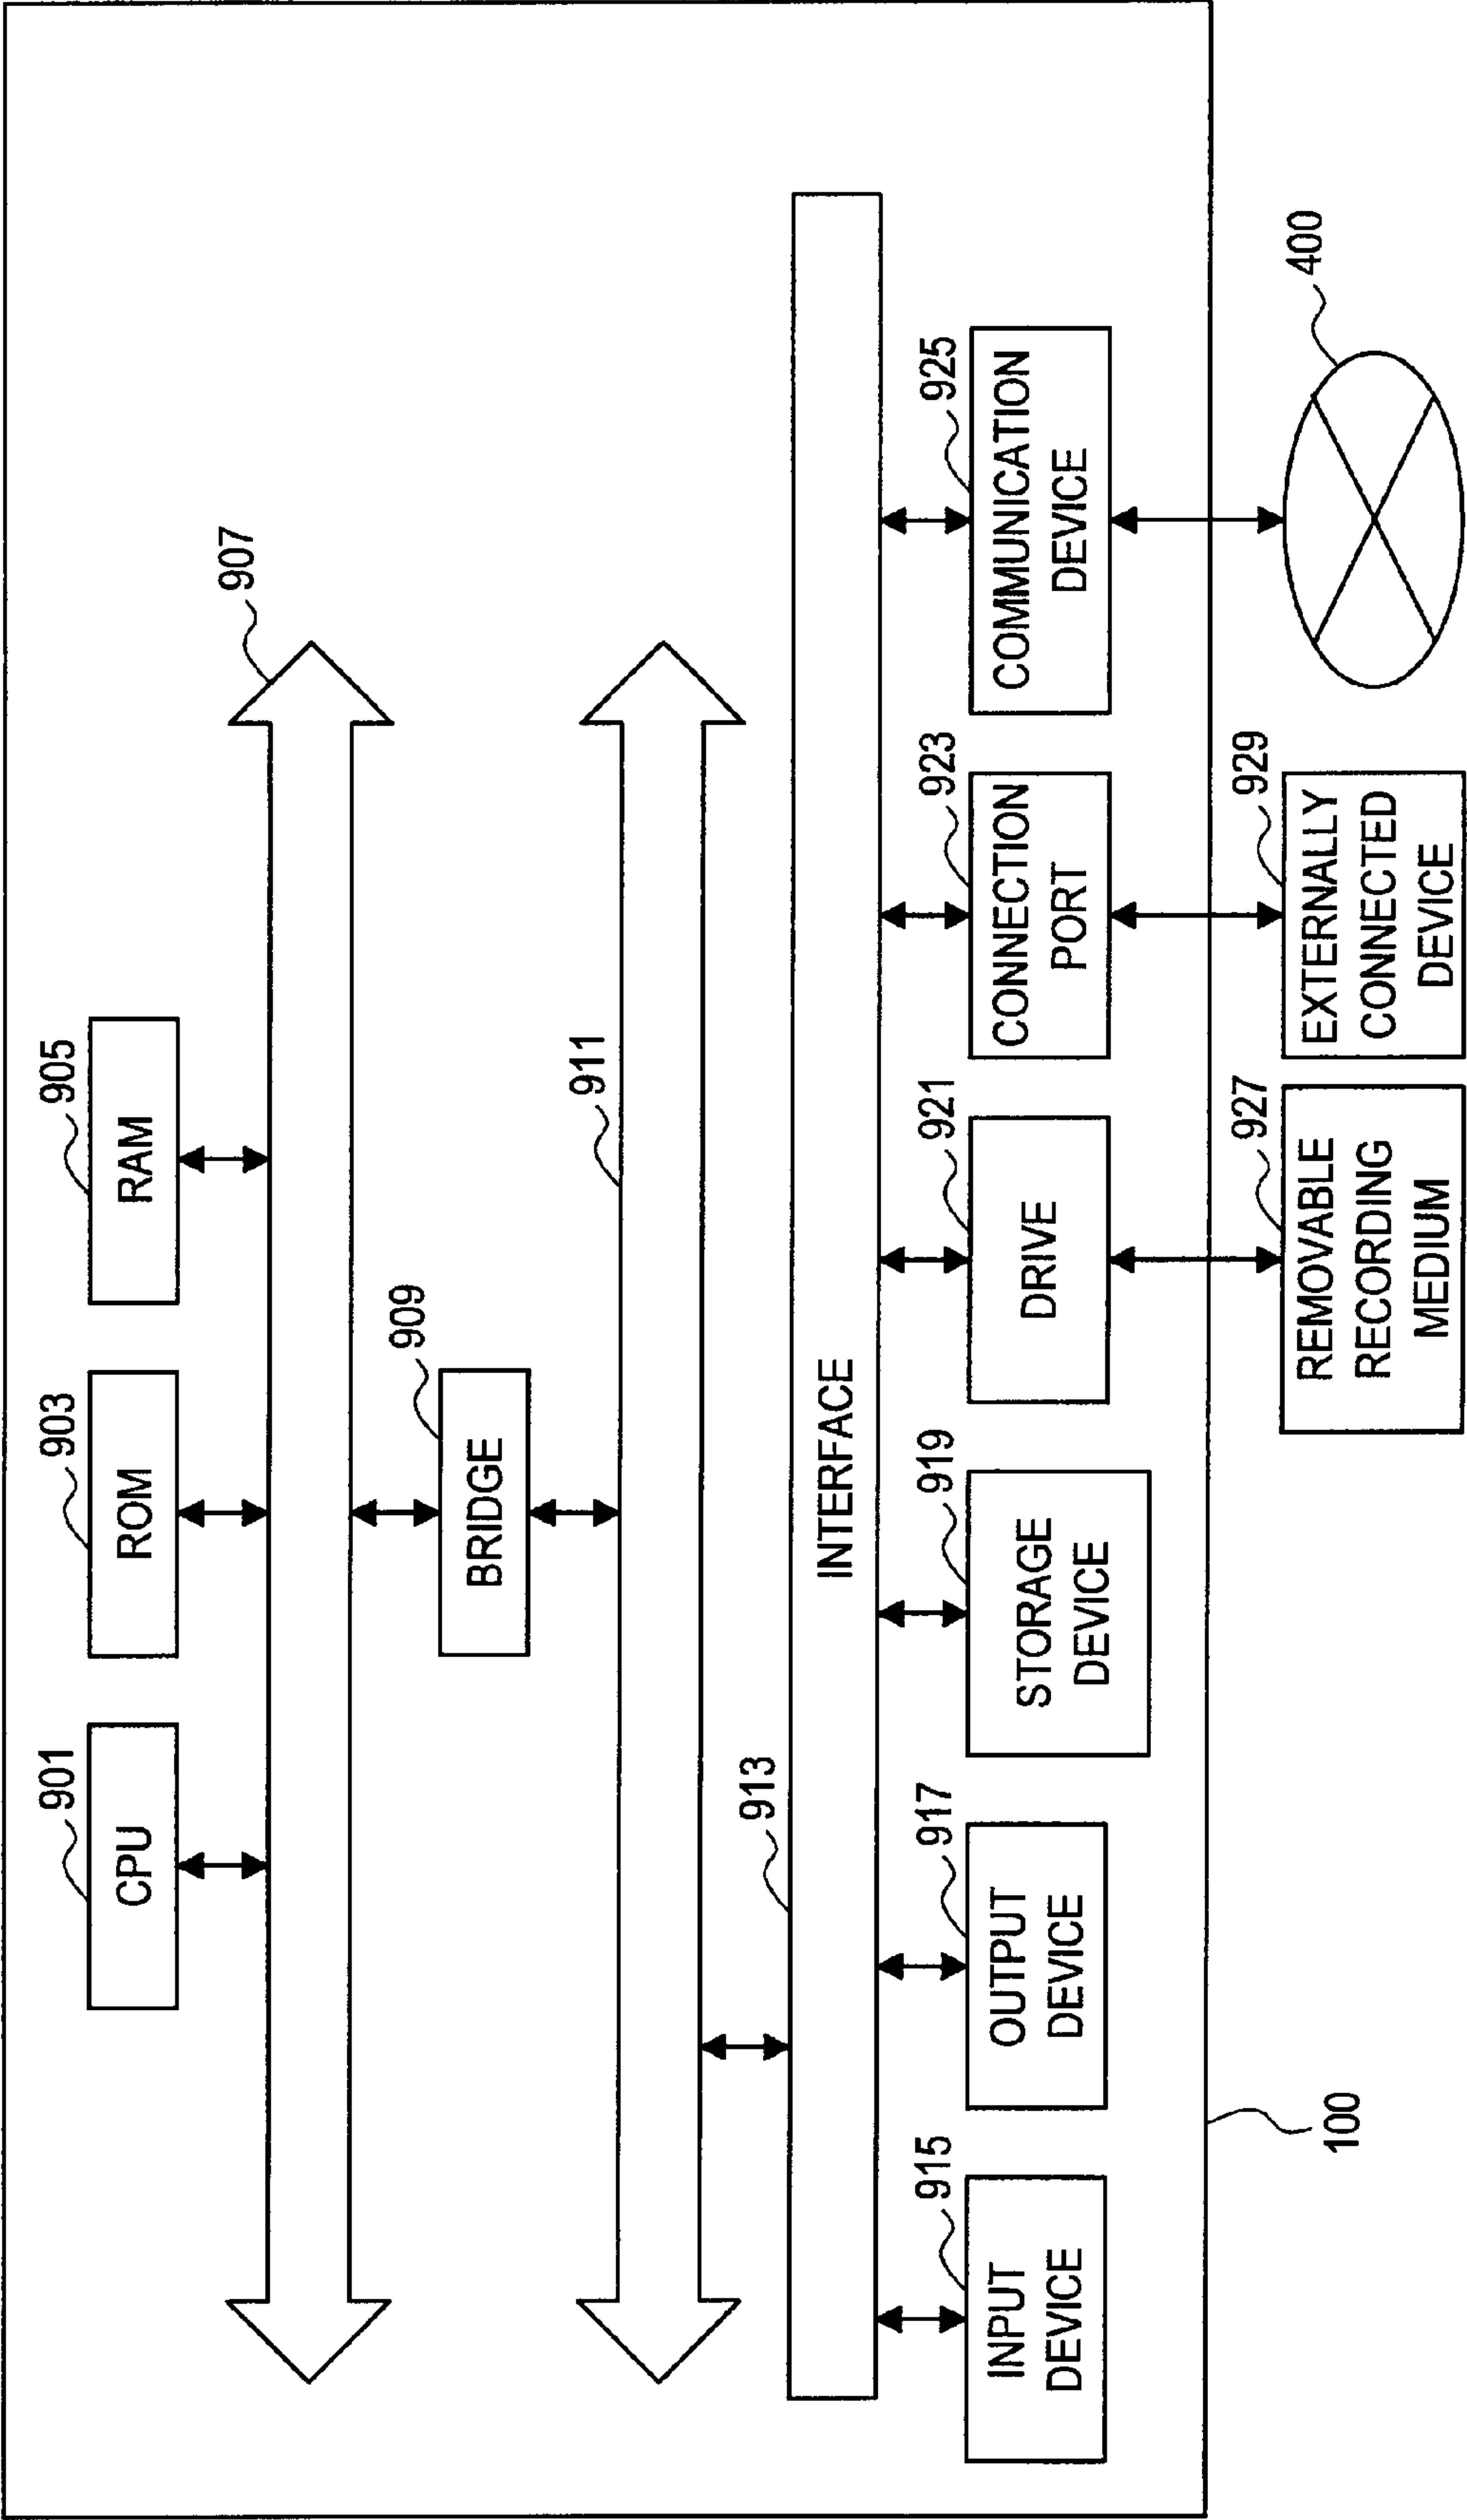 901
CPU
903
ROM
905
RAM
907
909
BRIDGE
911
913
INTERFACE
915
INPUT
DEVICE
917
OUTPUT
DEVICE
919
STORAGE
DEVICE
921
DRIVE
923
CONNECTION
PORT
925
COMMUNICATION
DEVICE
100
927
REMOVABLE
RECORDING
MEDIUM
929
EXTERNALLY
CONNECTED
DEVICE
400